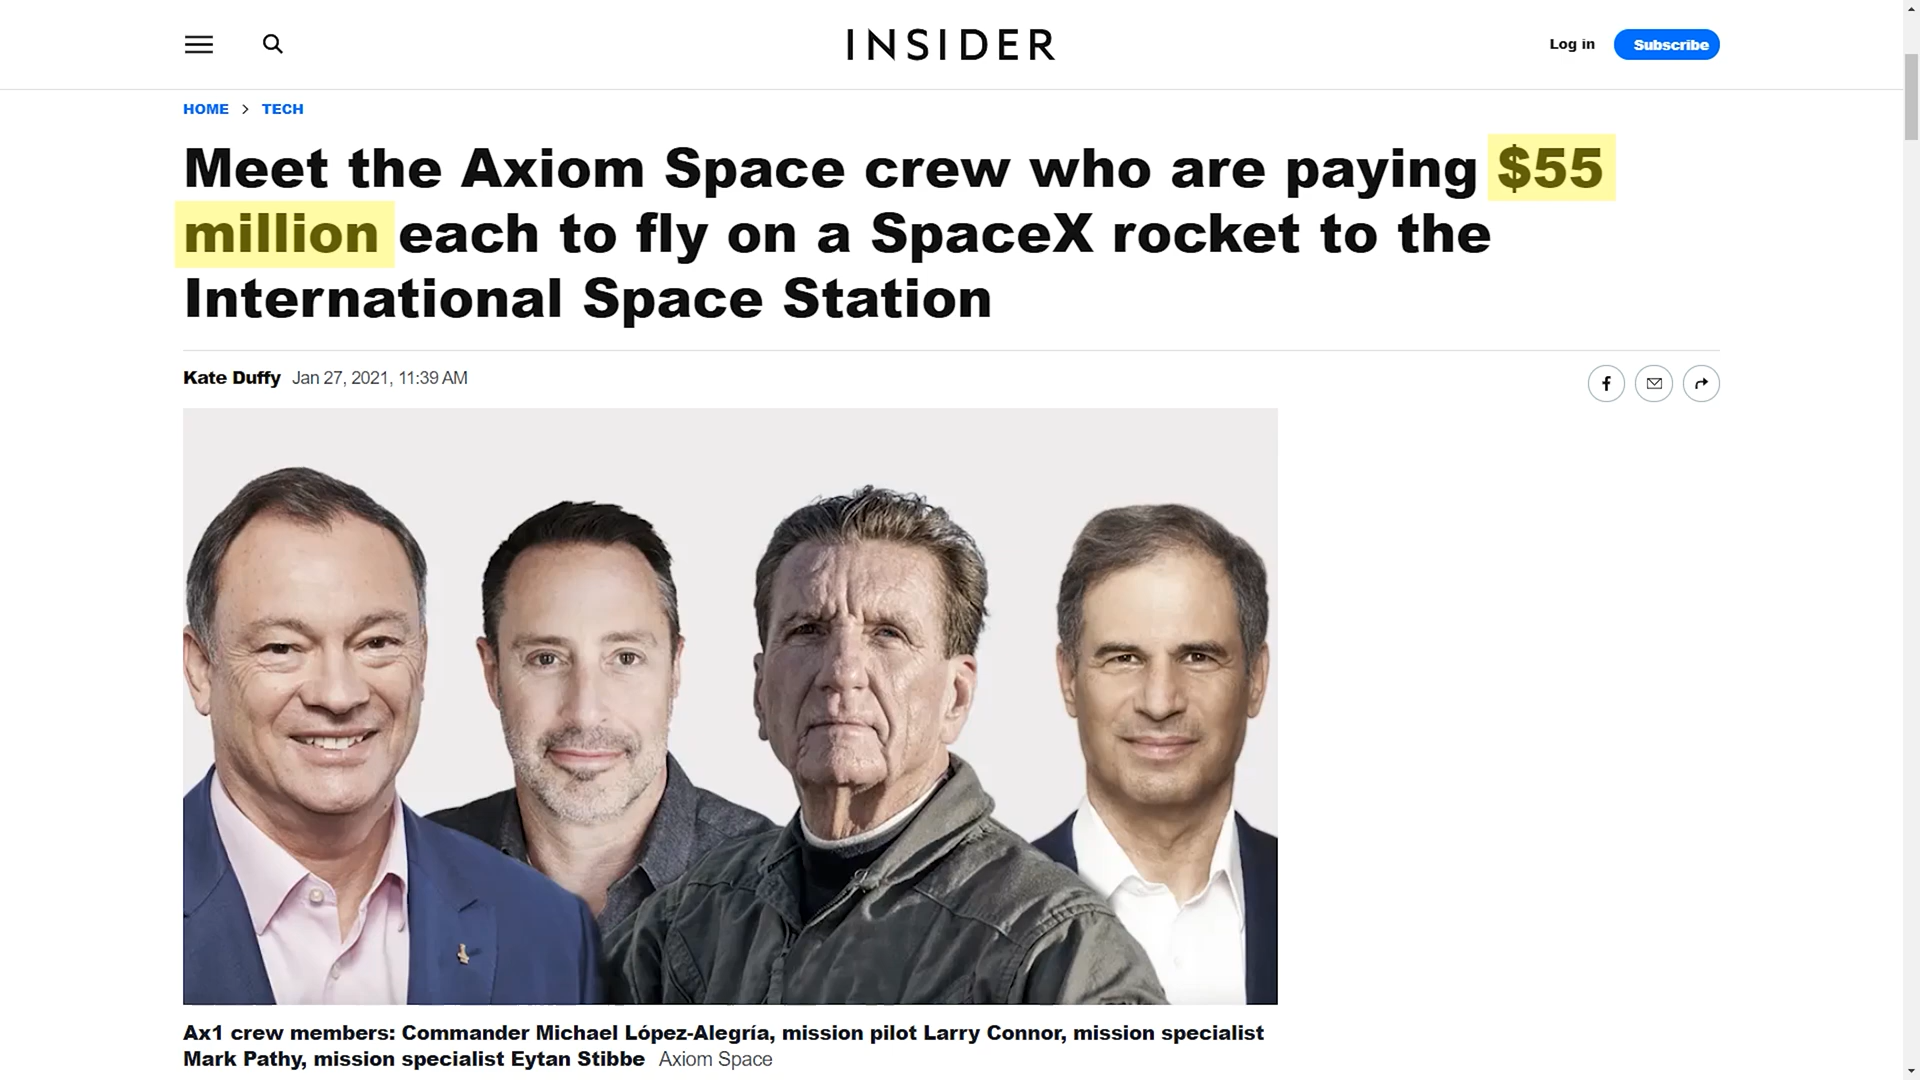 INSIDER
Log in
Subscribe
HOME > TECH
Meet the Axiom Space crew who are paying $55
million each to fly on a SpaceX rocket to the
International Space Station
Kate Duffy Jan 27, 2021, 11:39 AM
Ax1 crew members: Commander Michael López-Alegría, mission pilot Larry Connor, mission specialist
Mark Pathy, mission specialist Eytan Stibbe Axiom Space